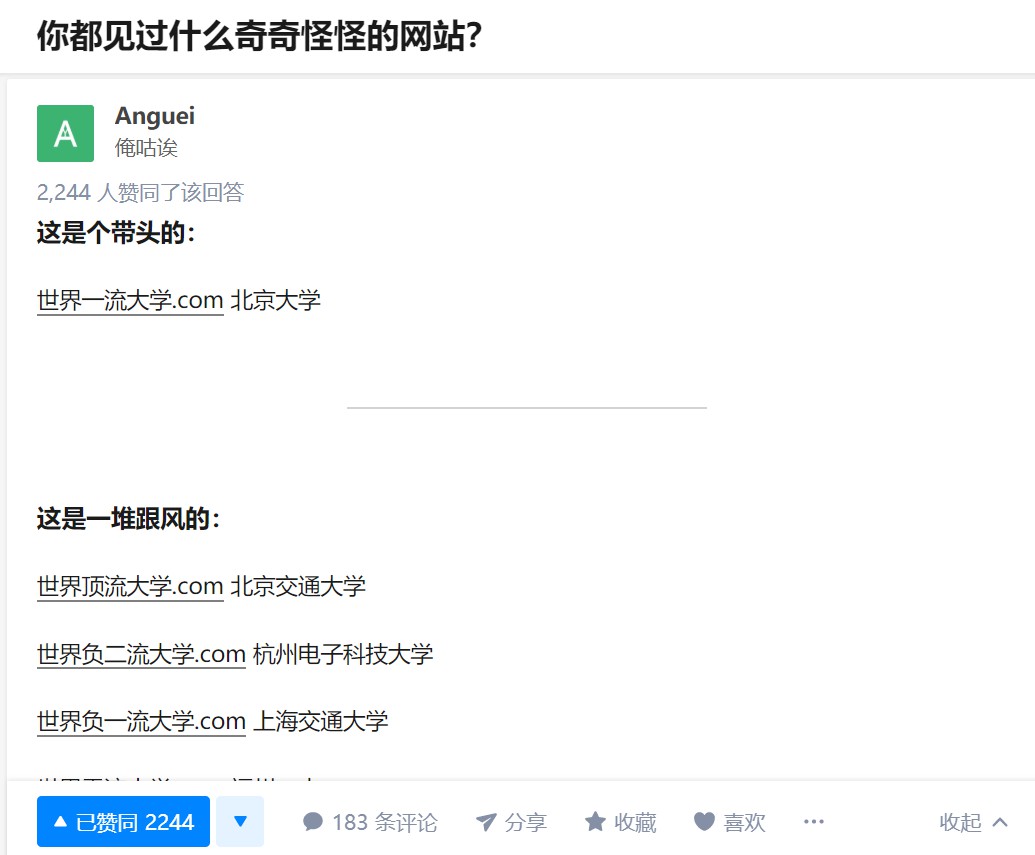 你都见过什么奇奇怪怪的网站？
Anguei
俺咕诶
2,244 人赞同了该回答
这是个带头的：
世界一流大学.com 北京大学
这是一堆跟风的：
世界顶流大学.com 北京交通大学
世界负二流大学.com 杭州电子科技大学
世界负一流大学.com 上海交通大学
已赞同 2244
183 条评论
分享
收藏
喜欢
收起